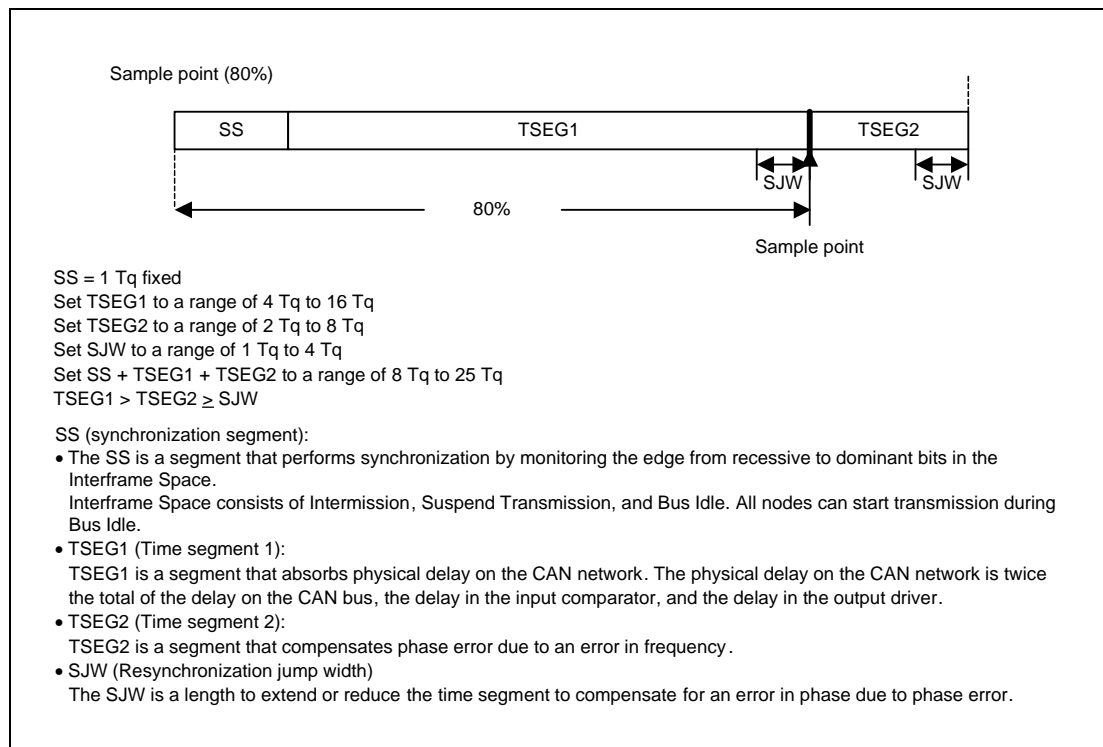 Sample point (80%)
SS TSEG1 TSEG2
SJW SJW
80%
Sample point
SS = 1 Tq fixed
Set TSEG1 to a range of 4 Tq to 16 Tq
Set TSEG2 to a range of 2 Tq to 8 Tq
Set SJW to a range of 1 Tq to 4 Tq
Set SS + TSEG1 + TSEG2 to a range of 8 Tq to 25 Tq
TSEG1 > TSEG2 ≥ SJW
SS (synchronization segment):
• The SS is a segment that performs synchronization by monitoring the edge from recessive to dominant bits in the
Interframe Space.
Interframe Space consists of Intermission, Suspend Transmission, and Bus Idle. All nodes can start transmission during
Bus Idle.
• TSEG1 (Time segment 1):
TSEG1 is a segment that absorbs physical delay on the CAN network. The physical delay on the CAN network is twice
the total of the delay on the CAN bus, the delay in the input comparator, and the delay in the output driver.
• TSEG2 (Time segment 2):
TSEG2 is a segment that compensates phase error due to an error in frequency.
• SJW (Resynchronization jump width)
The SJW is a length to extend or reduce the time segment to compensate for an error in phase due to phase error.